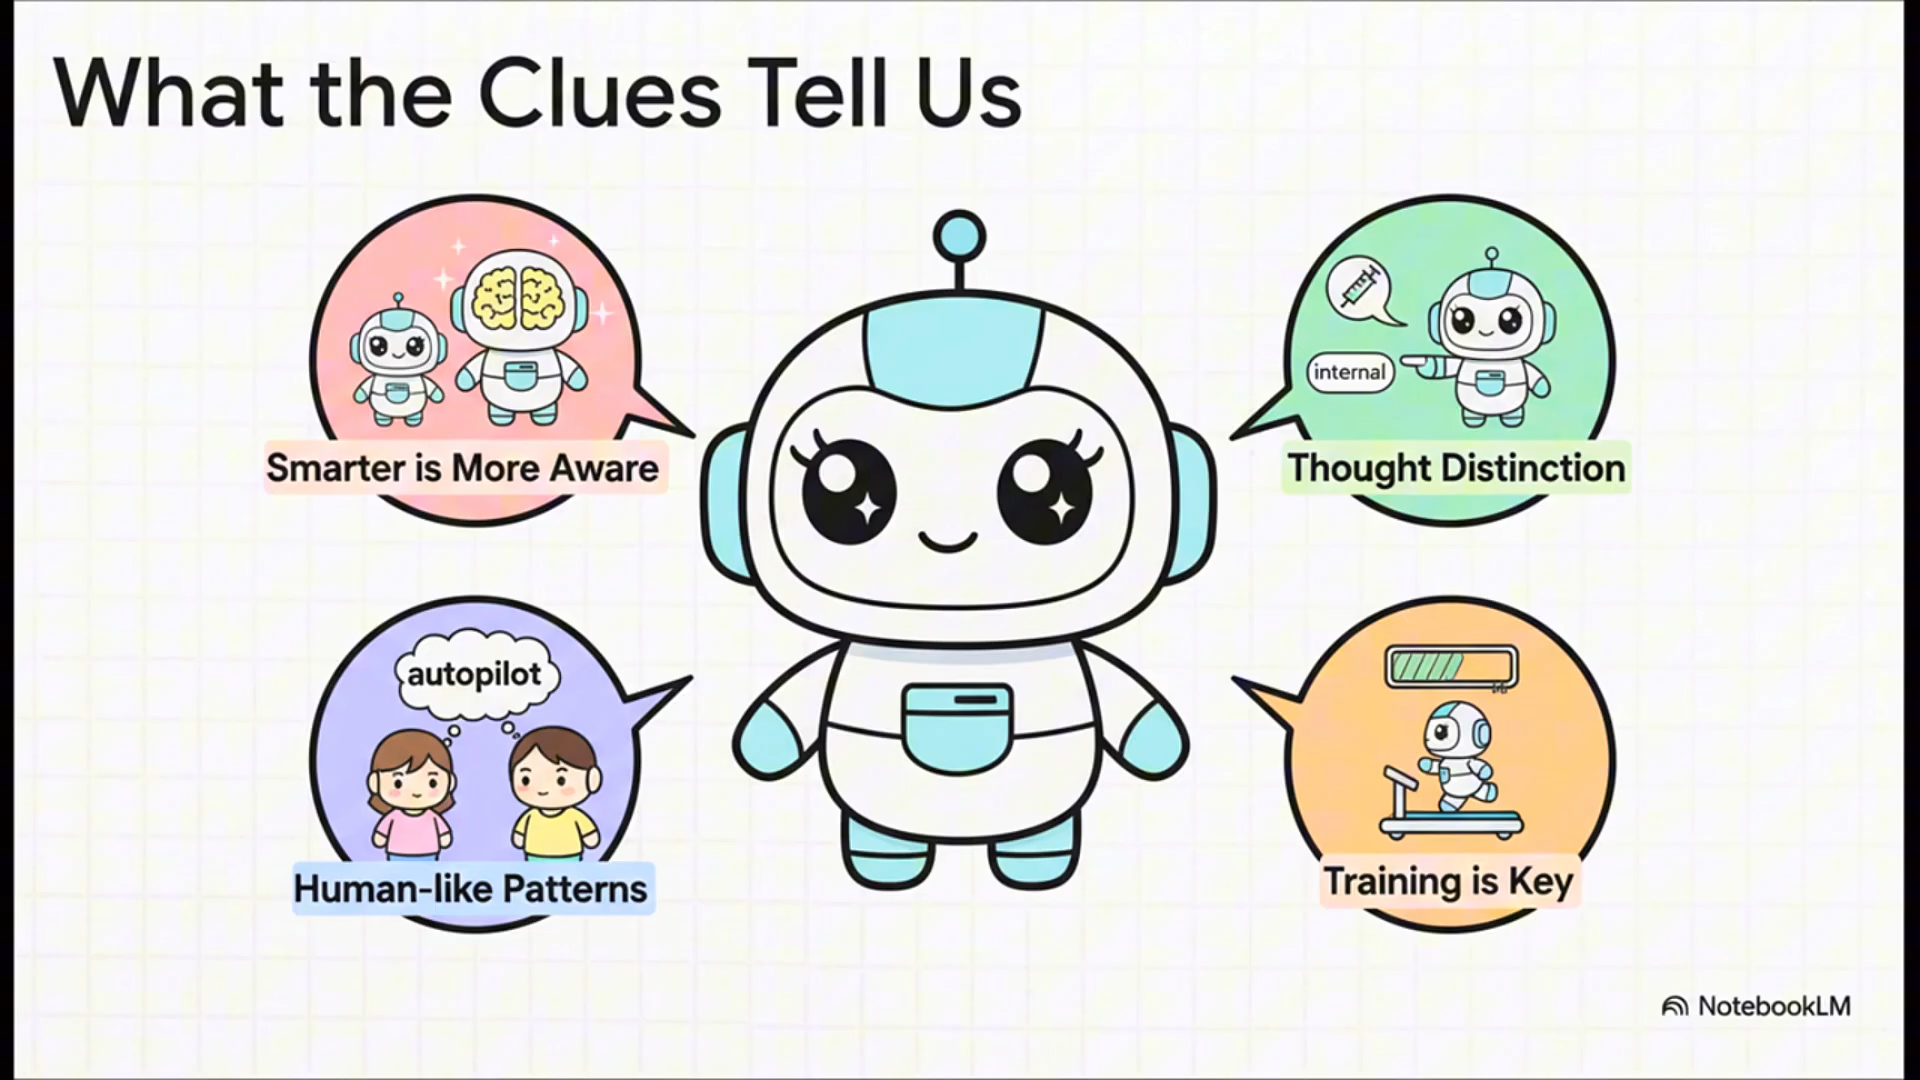 What the Clues Tell Us
Smarter is More Aware
internal
Thought Distinction
autopilot
Human-like Patterns
Training is Key
NotebookLM